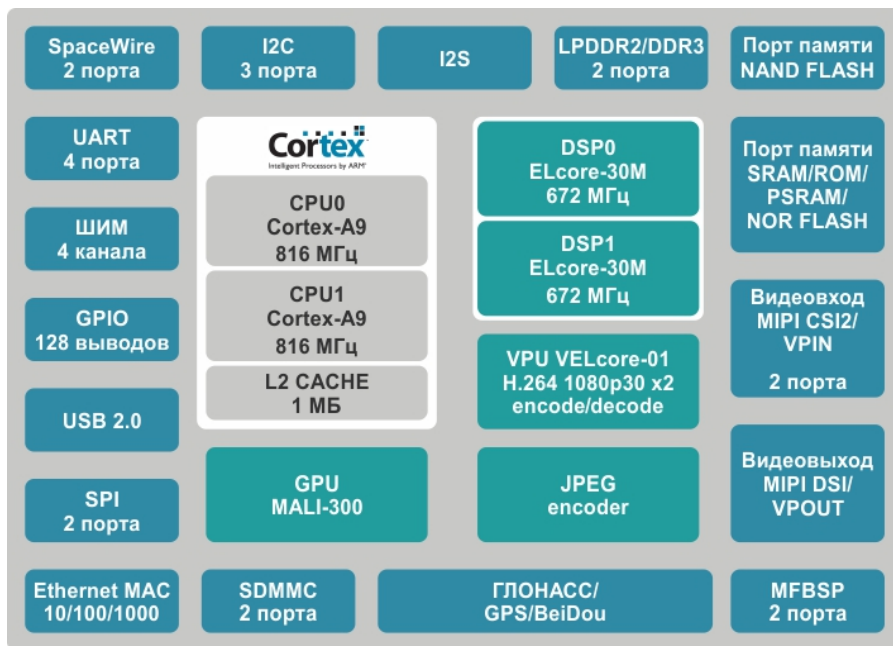 SpaceWire
2 порта
I2C
3 порта
I2S
LPDDR2/DDR3
2 порта
Порт памяти
NAND FLASH
UART
4 порта
ШИМ
4 канала
GPIO
128 выводов
USB 2.0
SPI
2 порта
Cortex
Intelligent Processors by ARM®
CPU0
Cortex-A9
816 МГц
CPU1
Cortex-A9
816 МГц
L2 CACHE
1 МБ
GPU
MALI-300
DSP0
ELcore-30M
672 МГц
DSP1
ELcore-30M
672 МГц
VPU VELcore-01
H.264 1080p30 x2
encode/decode
JPEG
encoder
Порт памяти
SRAM/ROM/
PSRAM/
NOR FLASH
Видеовход
MIPI CSI2/
VPIN
2 порта
Видеовыход
MIPI DSI/
VPOUT
Ethernet MAC
10/100/1000
SDMMC
2 порта
ГЛОНАСС/
GPS/BeiDou
MFBSP
2 порта